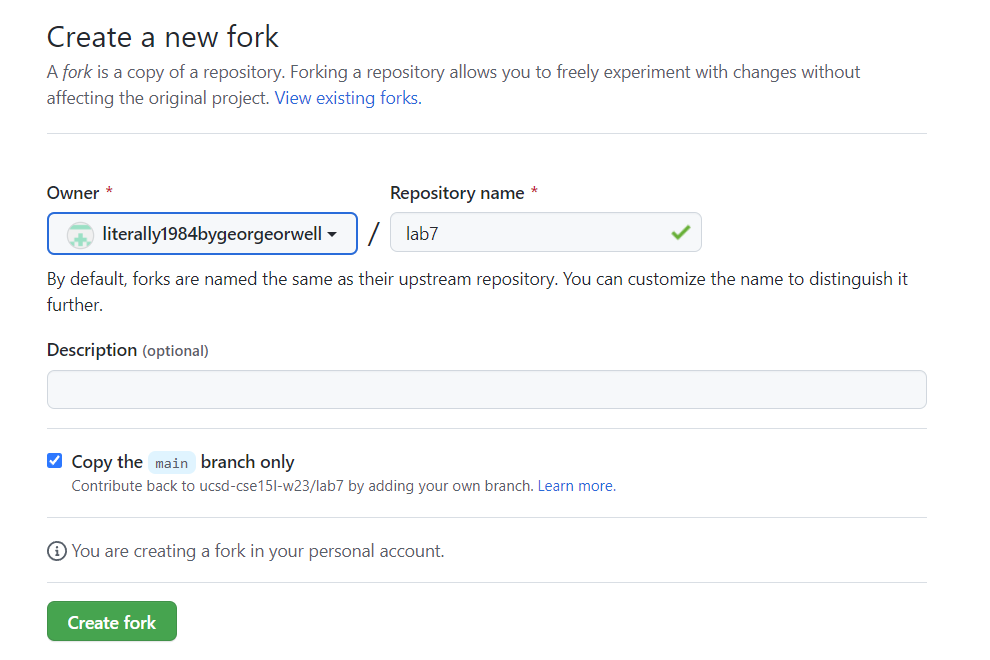 Create a new fork
A fork is a copy of a repository. Forking a repository allows you to freely experiment with changes without
affecting the original project. View existing forks.
Owner * Repository name *
literally1984bygeorgeorwell / lab7
By default, forks are named the same as their upstream repository. You can customize the name to distinguish it
further.
Description (optional)
Copy the main branch only
Contribute back to ucsd-cse15l-w23/lab7 by adding your own branch. Learn more.
You are creating a fork in your personal account.
Create fork